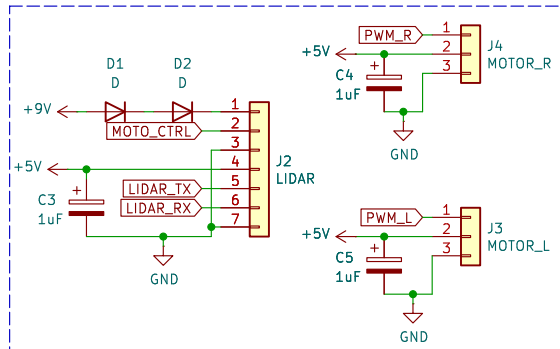 D1
D
D2
D
+9V
MOTO_CTRL
+5V
C3
1uF
LIDAR_TX
LIDAR_RX
1
2
3
4
5
6
7
J2
LIDAR
GND
PWM_R
+5V
C4
1uF
1
2
3
J4
MOTOR_R
GND
PWM_L
+5V
C5
1uF
1
2
3
J3
MOTOR_L
GND
+
+
+